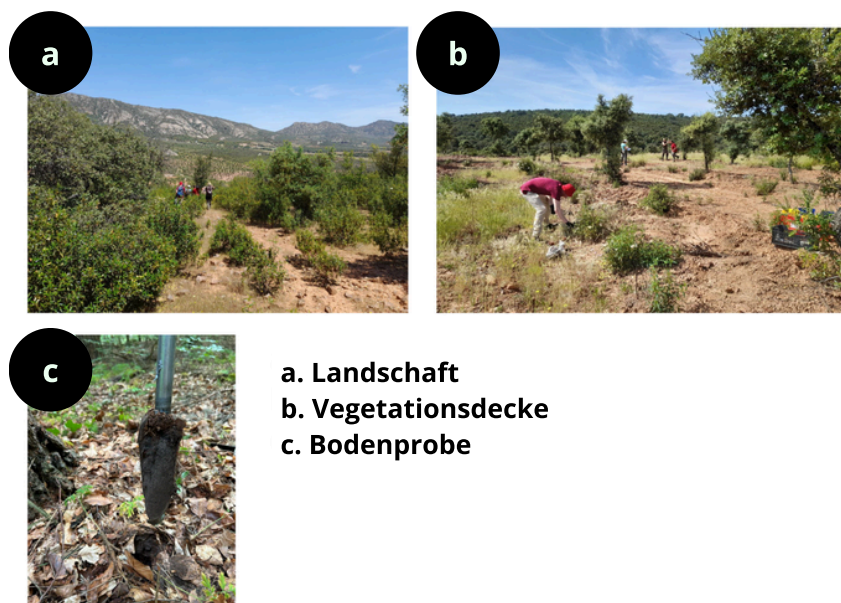 a
b
c
a. Landschaft
b. Vegetationsdecke
c. Bodenprobe